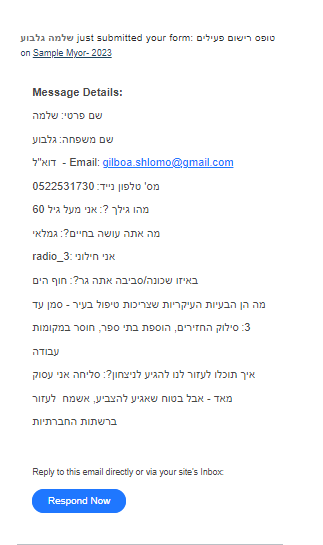 שלמה גלבוע just submitted your form: טופס רישום פעילים
on Sample Myor- 2023
Message Details:
שם פרטי: שלמה
שם משפחה: גלבוע
דוא"ל - Email: gilboa.shlomo@gmail.com
מס' טלפון נייד: 0522531730
מהו גילך ?: אני מעל גיל 60
מה אתה עושה בחיים?: גמלאי
radio_3: אני חילוני
באיזו שכונה/סביבה אתה גר?: חוף הים
מה הן הבעיות העיקריות שצריכות טיפול בעיר - סמן עד
3: סילוק החזירים, הוספת בתי ספר, חוסר במקומות
עבודה
איך תוכלו לעזור לנו להגיע לניצחון?: סליחה אני עסוק
מאד - אבל בטוח שאגיע להצביע, אשמח לעזור
ברשתות החברתיות
Reply to this email directly or via your site's Inbox:
Respond Now